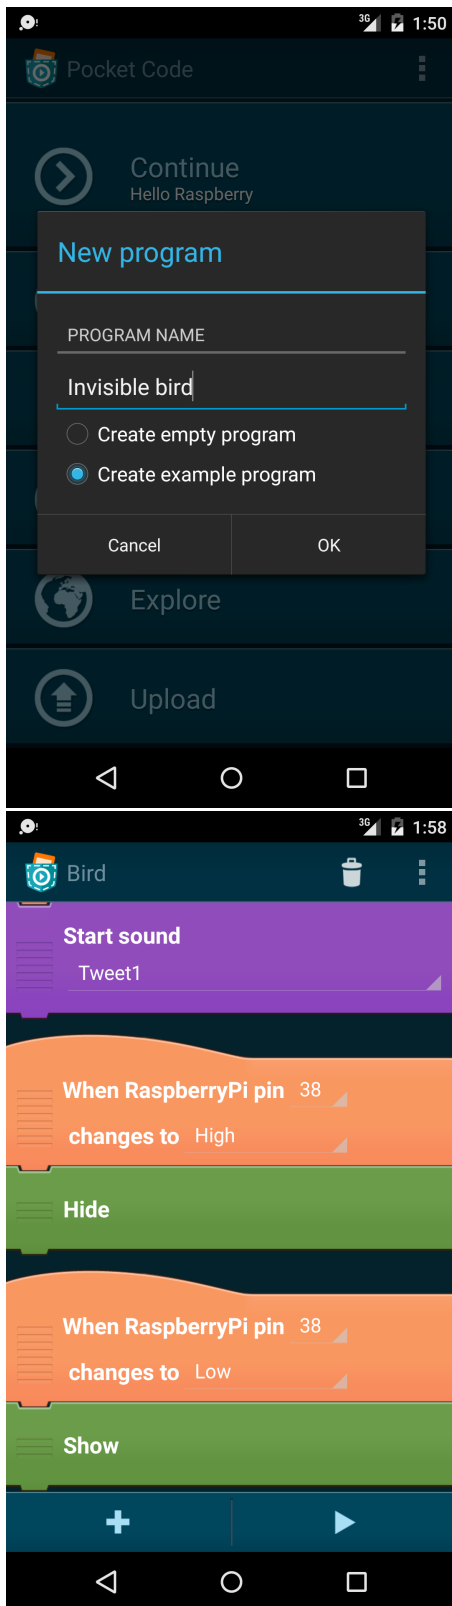 3G 1:50
Pocket Code
Continue
Hello Raspberry
New program
PROGRAM NAME
Invisible bird
Create empty program
Create example program
Cancel OK
Explore
Upload
3G 1:58
Bird
Start sound
Tweet1
When RaspberryPi pin 38
changes to High
Hide
When RaspberryPi pin 38
changes to Low
Show